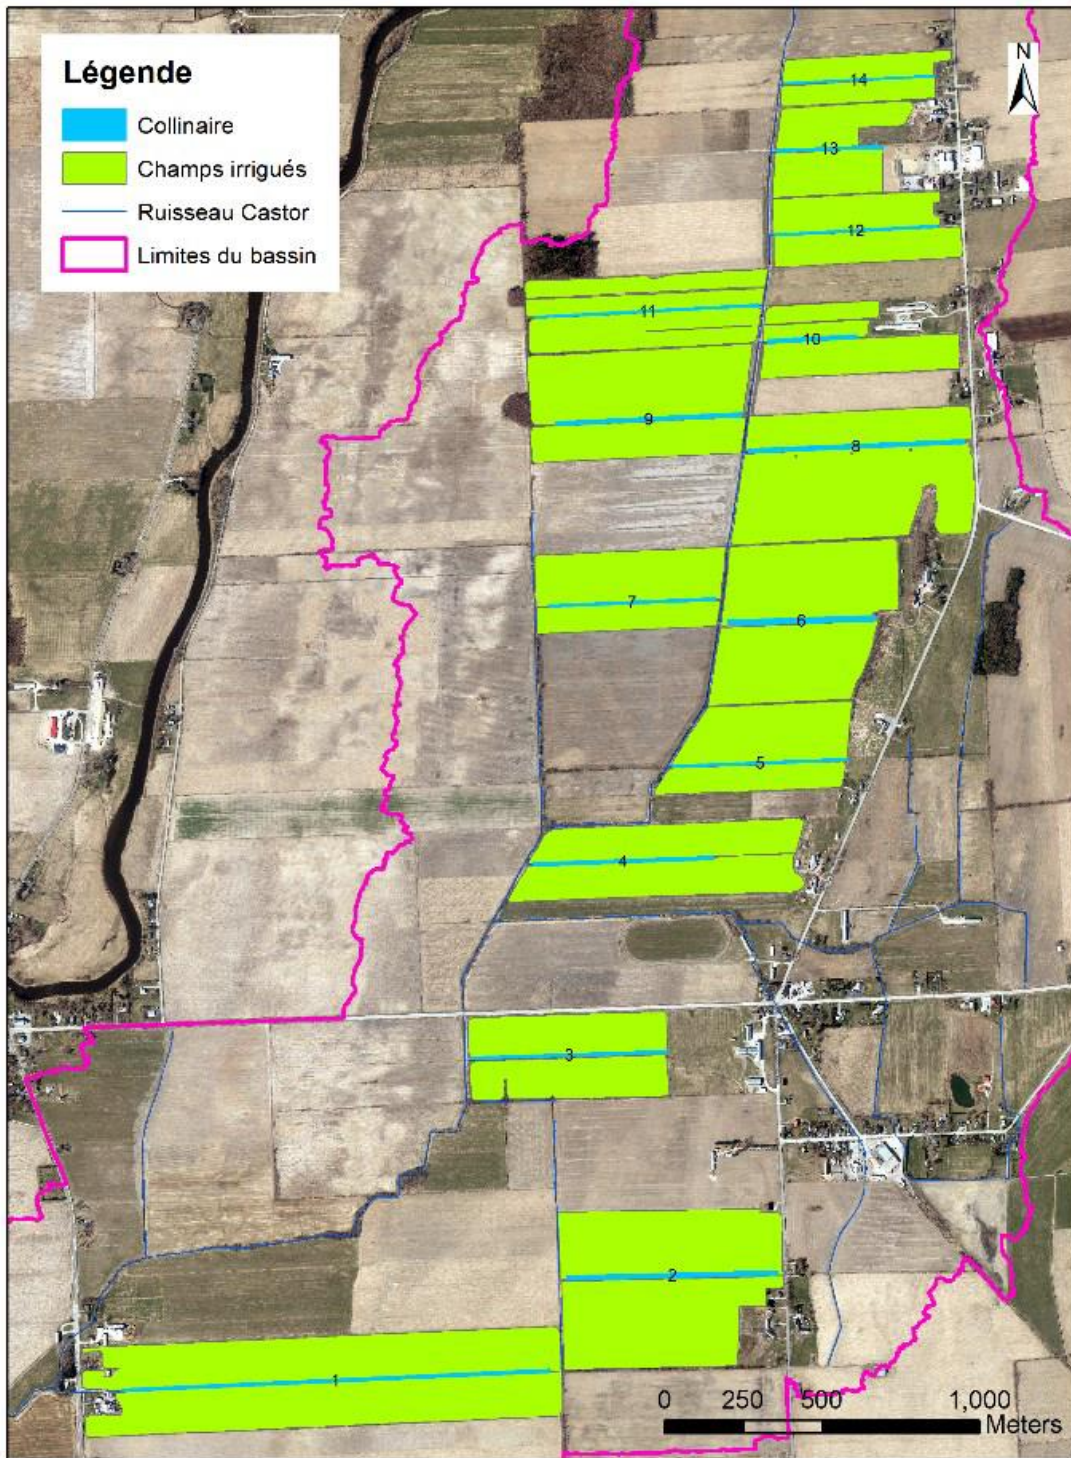 Légende
Collinaire
Champs irrigués
Ruisseau Castor
Limites du bassin
N
14
13
12
11
10
9
8
7
6
5
4
3
2
1
0 250 500 1,000
Meters